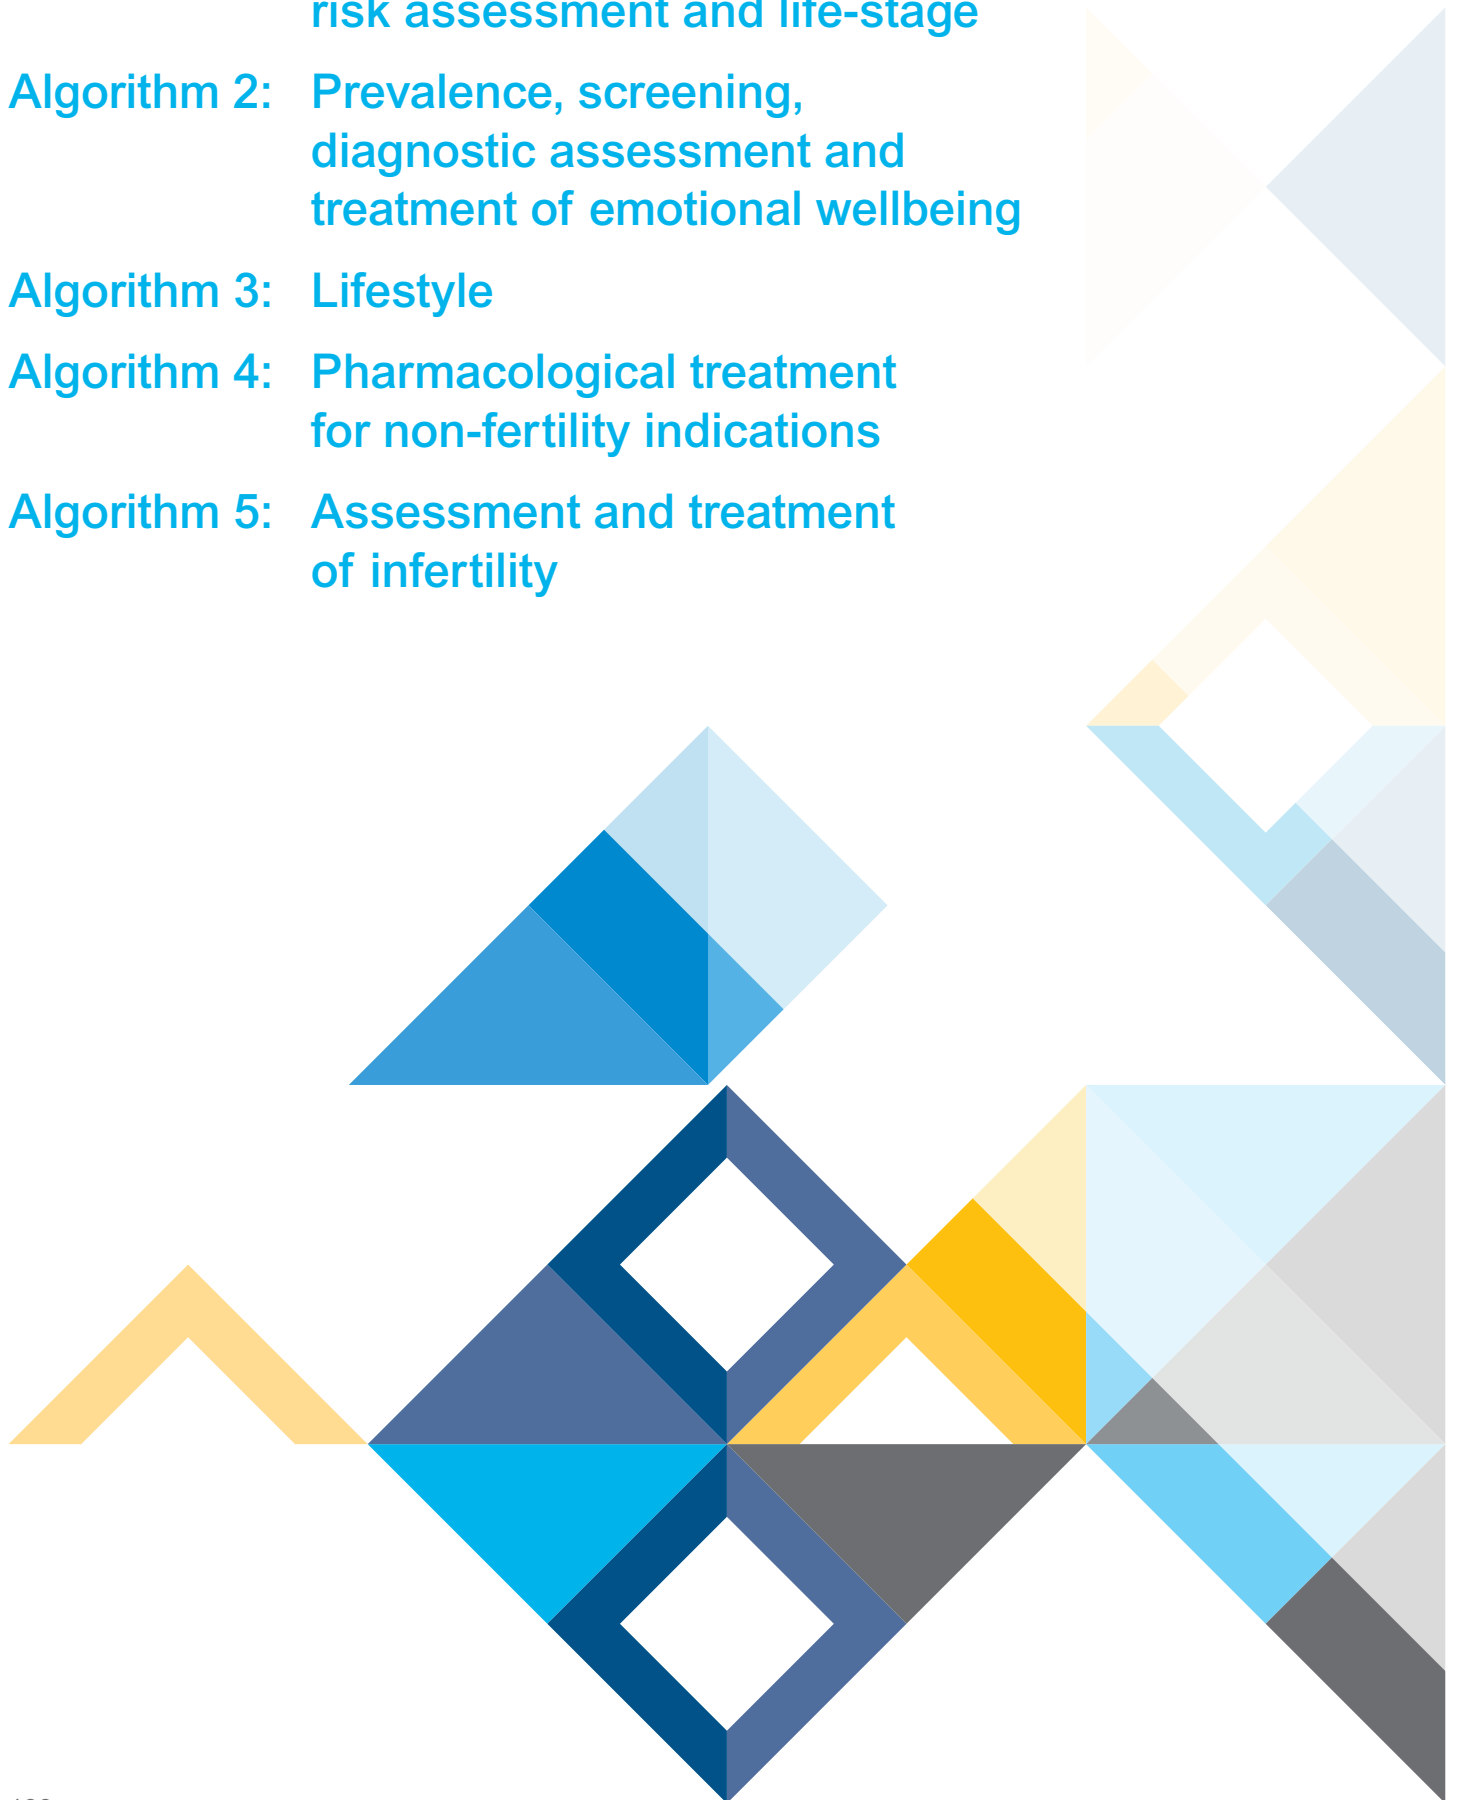 risk assessment and life-stage
Algorithm 2: Prevalence, screening,
diagnostic assessment and
treatment of emotional wellbeing
Algorithm 3: Lifestyle
Algorithm 4: Pharmacological treatment
for non-fertility indications
Algorithm 5: Assessment and treatment
of infertility